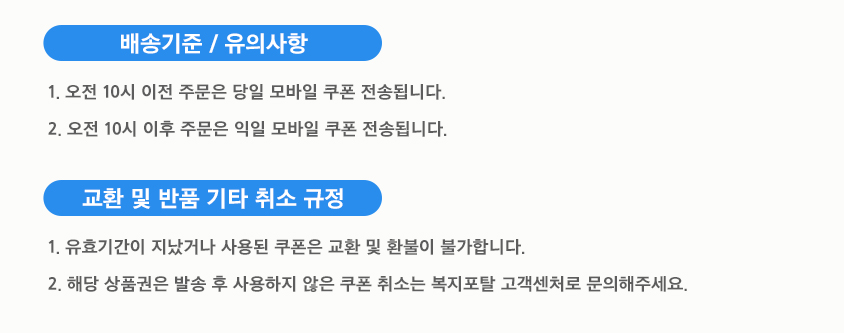 배송기준 / 유의사항
1. 오전 10시 이전 주문은 당일 모바일 쿠폰 전송됩니다.
2. 오전 10시 이후 주문은 익일 모바일 쿠폰 전송됩니다.
교환 및 반품 기타 취소 규정
1. 유효기간이 지났거나 사용된 쿠폰은 교환 및 환불이 불가합니다.
2. 해당 상품권은 발송 후 사용하지 않은 쿠폰 취소는 복지포탈 고객센처로 문의해주세요.